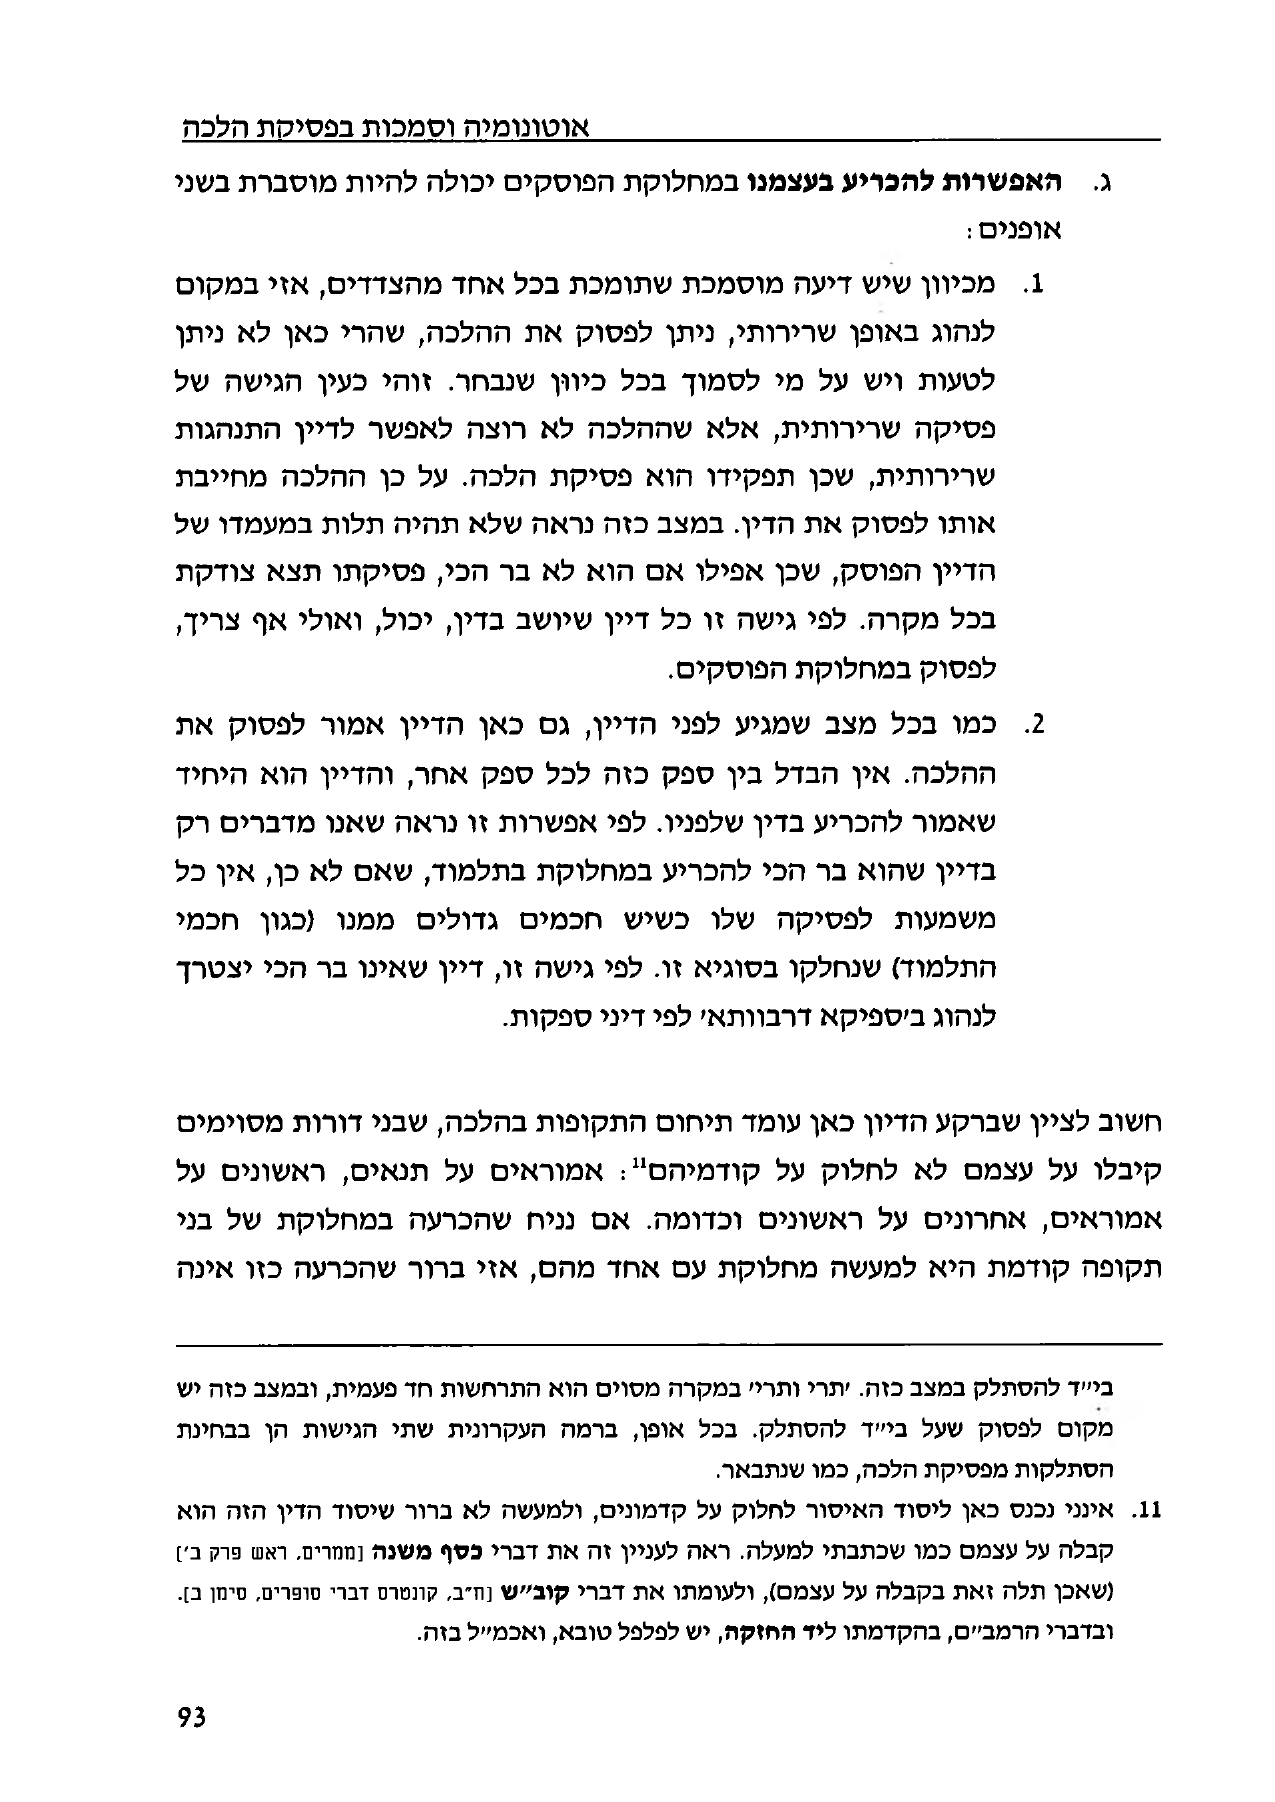 אוטונומיה וסמכות בפסיקת הלכה
ג. האפשרות להכריע בעצמנו במחלוקת הפוסקים יכולה להיות מוסברת בשני
אופנים:
1. מכיוון שיש דיעה מוסמכת שתומכת בכל אחד מהצדדים, אזי במקום
לנהוג באופן שרירותי, ניתן לפסוק את ההלכה, שהרי כאן לא ניתן
לטעות ויש על מי לסמוך בכל כיוון שנבחר. זוהי כעין הגישה של
פסיקה שרירותית, אלא שההלכה לא רוצה לאפשר לדיין התנהגות
שרירותית, שכן תפקידו הוא פסיקת הלכה. על כן ההלכה מחייבת
אותו לפסוק את הדין. במצב כזה נראה שלא תהיה תלות במעמדו של
הדיין הפוסק, שכן אפילו אם הוא לא בר הכי, פסיקתו תצא צודקת
בכל מקרה. לפי גישה זו כל דיין שיושב בדין, יכול, ואולי אף צריך,
לפסוק במחלוקת הפוסקים.
2. כמו בכל מצב שמגיע לפני הדיין, גם כאן הדיין אמור לפסוק את
ההלכה. אין הבדל בין ספק כזה לכל ספק אחר, והדיין הוא היחיד
שאמור להכריע בדין שלפניו. לפי אפשרות זו נראה שאנו מדברים רק
בדיין שהוא בר הכי להכריע במחלוקת בתלמוד, שאם לא כן, אין כל
משמעות לפסיקה שלו כשיש חכמים גדולים ממנו (כגון חכמי
התלמוד) שנחלקו בסוגיא זו. לפי גישה זו, דיין שאינו בר הכי יצטרך
לנהוג ב'ספיקא דרבוותא' לפי דיני ספקות.
חשוב לציין שברקע הדיון כאן עומד תיחום התקופות בהלכה, שבני דורות מסוימים
קיבלו על עצמם לא לחלוק על קודמיהם11: אמוראים על תנאים, ראשונים על
אמוראים, אחרונים על ראשונים וכדומה. אם נניח שהכרעה במחלוקת של בני
תקופה קודמת היא למעשה מחלוקת עם אחד מהם, אזי ברור שהכרעה כזו אינה
בי"ד להסתלק במצב כזה. 'תרי ותרי' במקרה מסוים הוא התרחשות חד פעמית, ובמצב כזה יש
מקום לפסוק שעל בי"ד להסתלק. בכל אופן, ברמה העקרונית שתי הגישות הן בבחינת
הסתלקות מפסיקת הלכה, כמו שנתבאר.
11. אינני נכנס כאן ליסוד האיסור לחלוק על קדמונים, ולמעשה לא ברור שיסוד הדין הזה הוא
קבלה על עצמם כמו שכתבתי למעלה. ראה לעניין זה את דברי כסף משנה [ממרים, ראש פרק ב']
(שאכן תלה זאת בקבלה על עצמם), ולעומתו את דברי קוב"ש [ח"ב, קונטרס דברי סופרים, סימן ב].
ובדברי הרמב"ם, בהקדמתו ליד החזקה, יש לפלפל טובא, ואכמ"ל בזה.
93